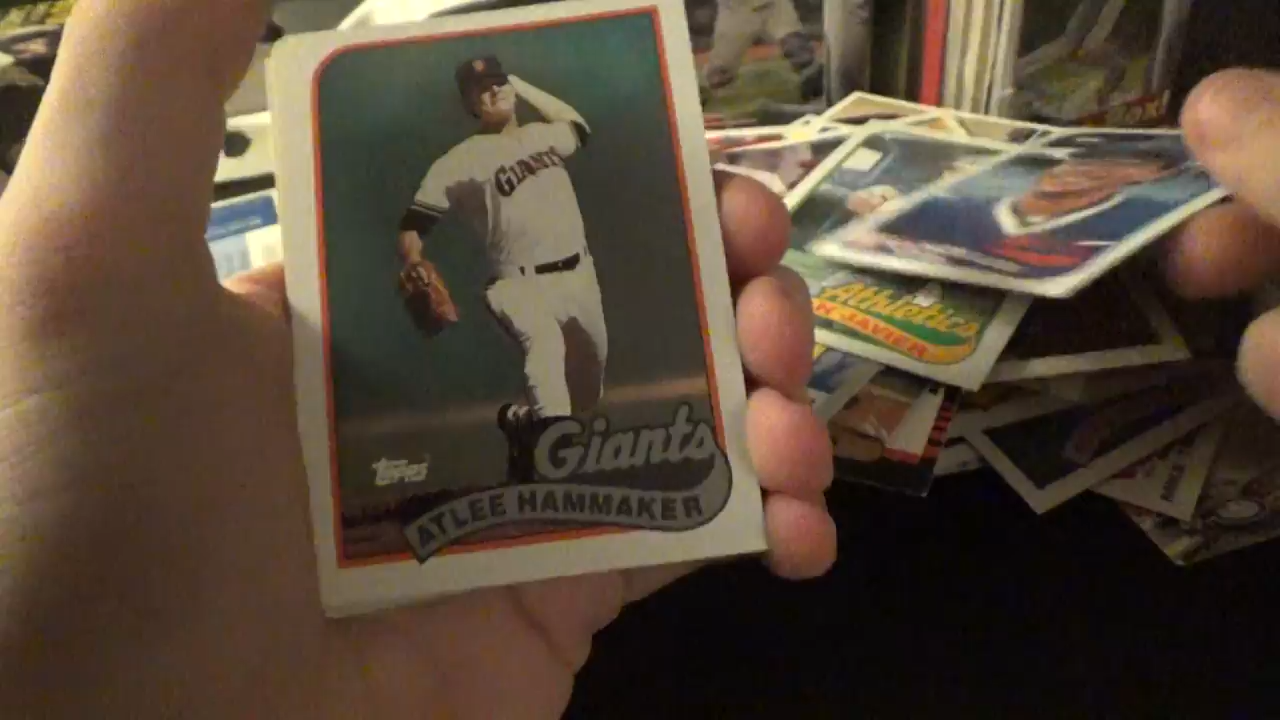 GIANTS
Giants
ATLEE HAMMAKER
Topps
Athletics
JAVIER